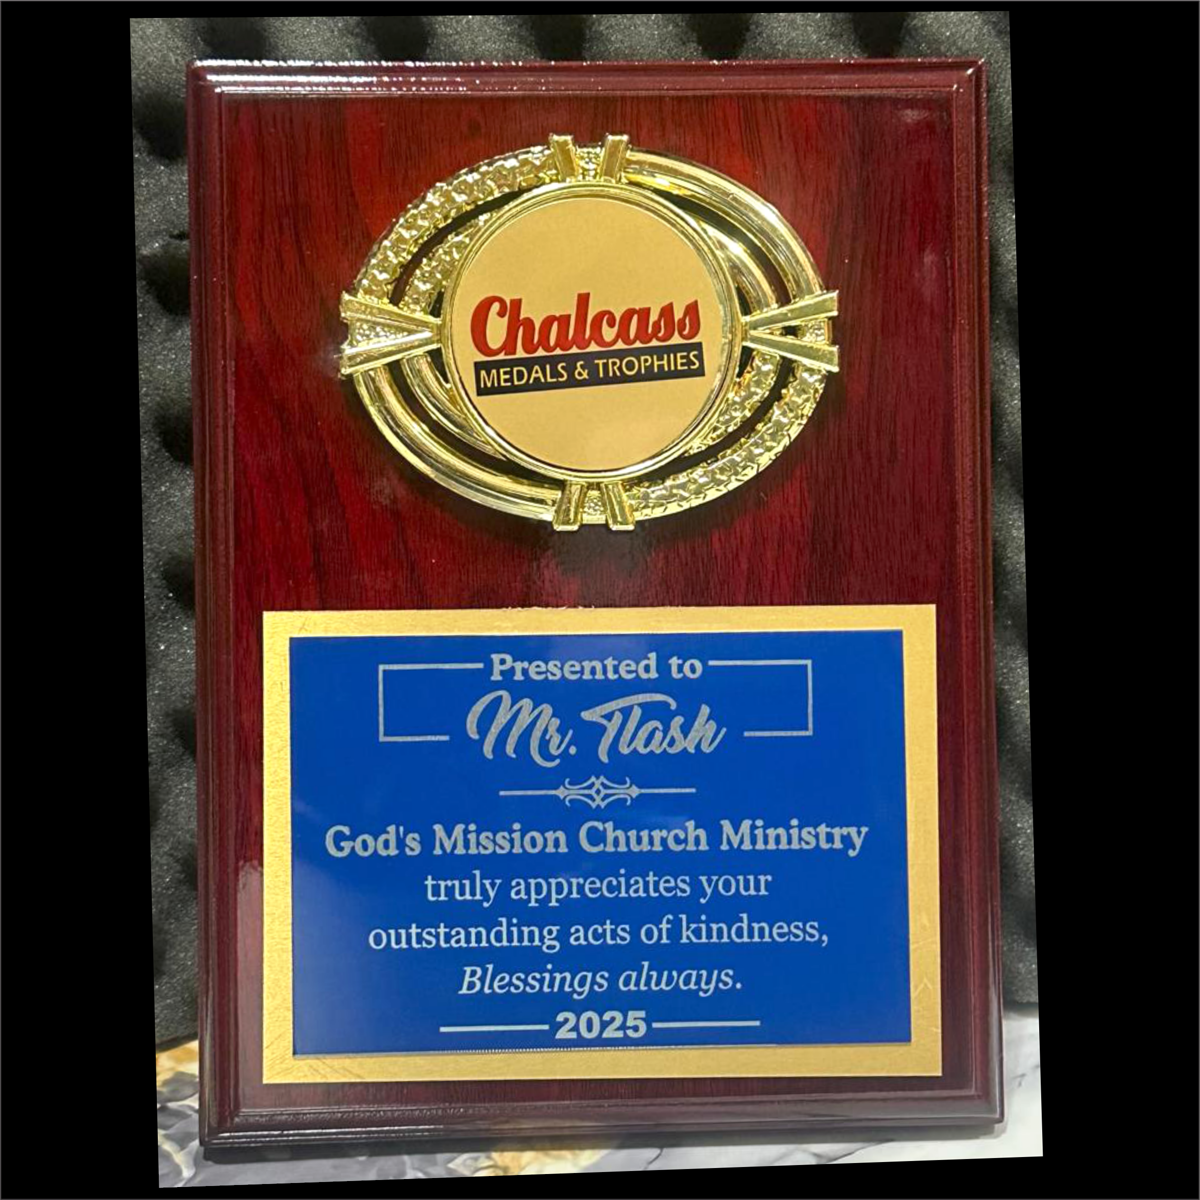 Chalcass
MEDALS & TROPHIES
Presented to
Mr. Tlash
God's Mission Church Ministry
truly appreciates your
outstanding acts of kindness,
Blessings always.
2025